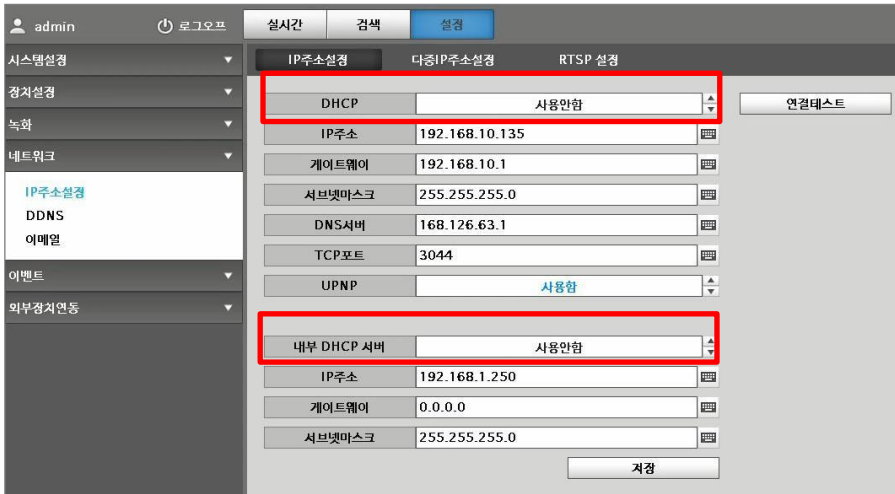 admin 로그오프 실시간 검색 설정
시스템설정
장치설정
녹화
네트워크
IP주소설정
DDNS
이메일
이벤트
외부장치연동
IP주소설정 다중IP주소설정 RTSP 설정
DHCP 사용안함 연결테스트
IP주소 192.168.10.135
게이트웨이 192.168.10.1
서브넷마스크 255.255.255.0
DNS서버 168.126.63.1
TCP포트 3044
UPNP 사용함
내부 DHCP 서버 사용안함
IP주소 192.168.1.250
게이트웨이 0.0.0.0
서브넷마스크 255.255.255.0
저장